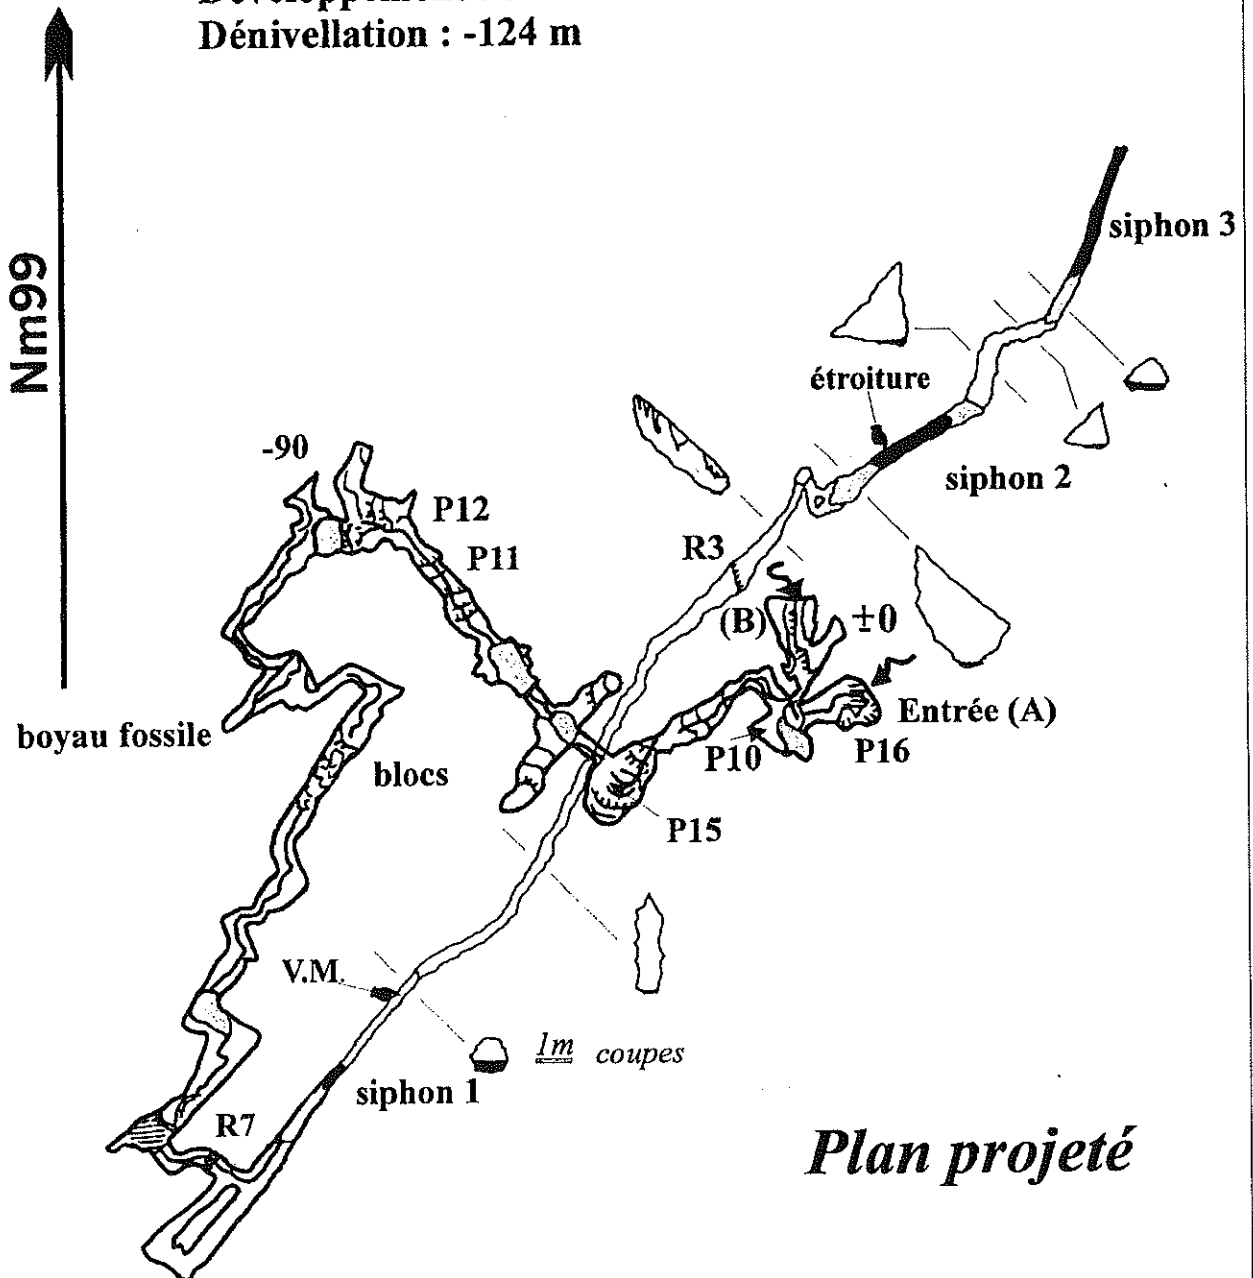 Dénivellation : -124 m
Nm99
siphon 3
étroiture
siphon 2
-90
P12
P11
R3
(B)
±0
Entrée (A)
P10
P16
boyau fossile
blocs
P15
V.M.
1m coupes
siphon 1
R7
Plan projeté